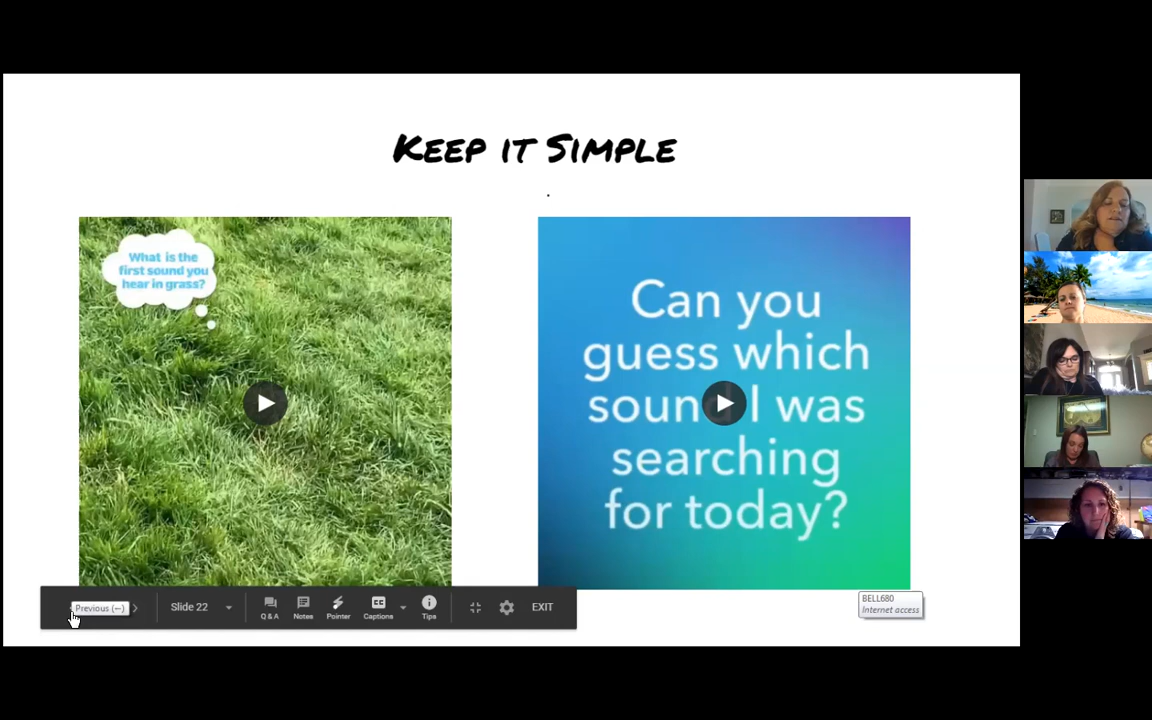 Keep it Simple
What is the
first sound you
hear in grass?
Can you
guess which
sound I was
searching
for today?
Previous (←)
Slide 22
Q & A
Notes
Pointer
Captions
Tips
EXIT
BELL680
Internet access